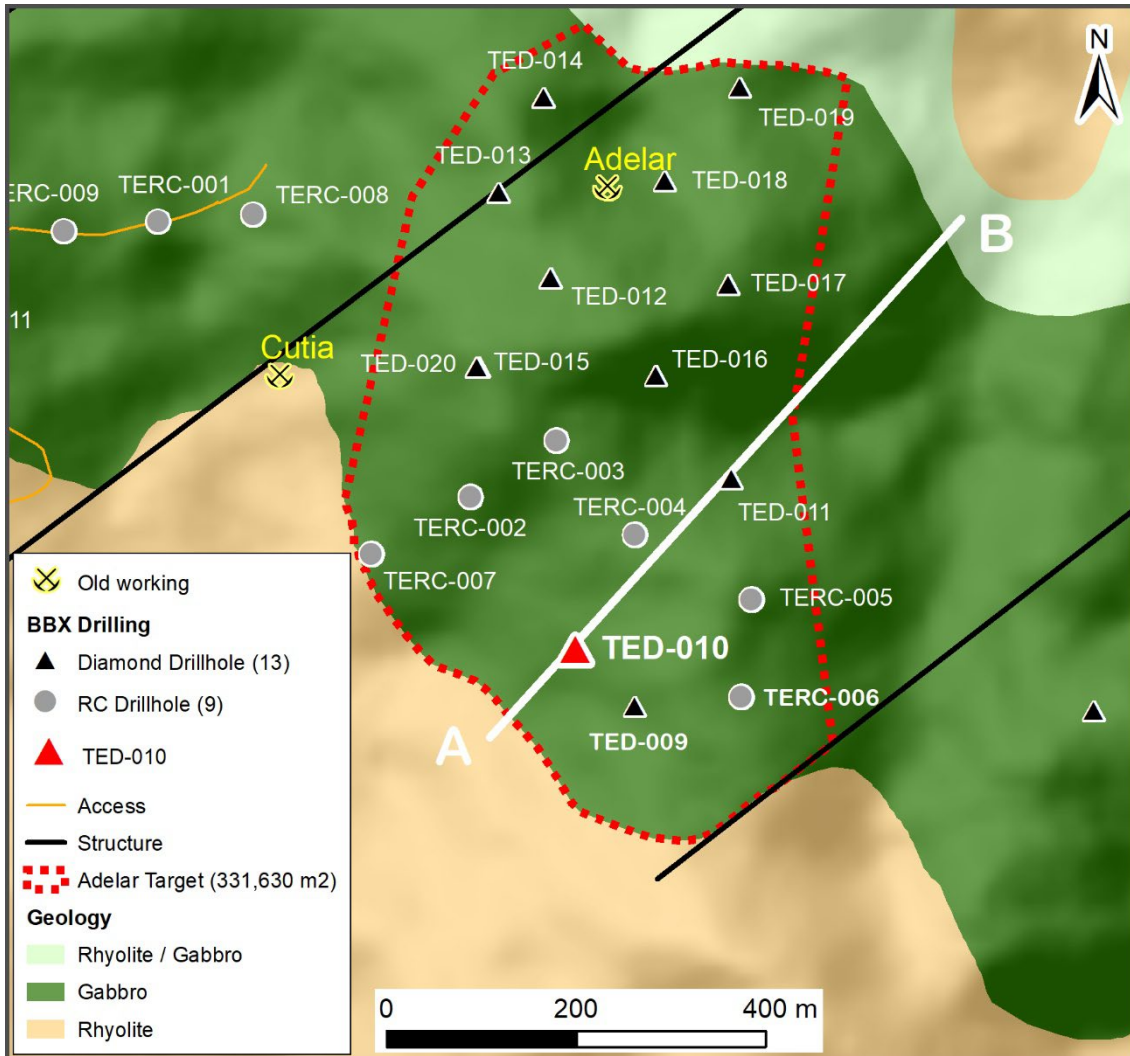 N
TED-014
TED-019
TED-013
Adelar
TERC-001
ERC-009
TERC-008
TED-018
B
TED-012
TED-017
11
Cutia
TED-020
TED-015
TED-016
TERC-003
TERC-004
TED-011
TERC-002
TERC-007
TERC-005
TED-010
TERC-006
A
TED-009
Old working
BBX Drilling
Diamond Drillhole (13)
RC Drillhole (9)
TED-010
Access
Structure
Adelar Target (331,630 m2)
Geology
Rhyolite / Gabbro
Gabbro
Rhyolite
0 200 400 m